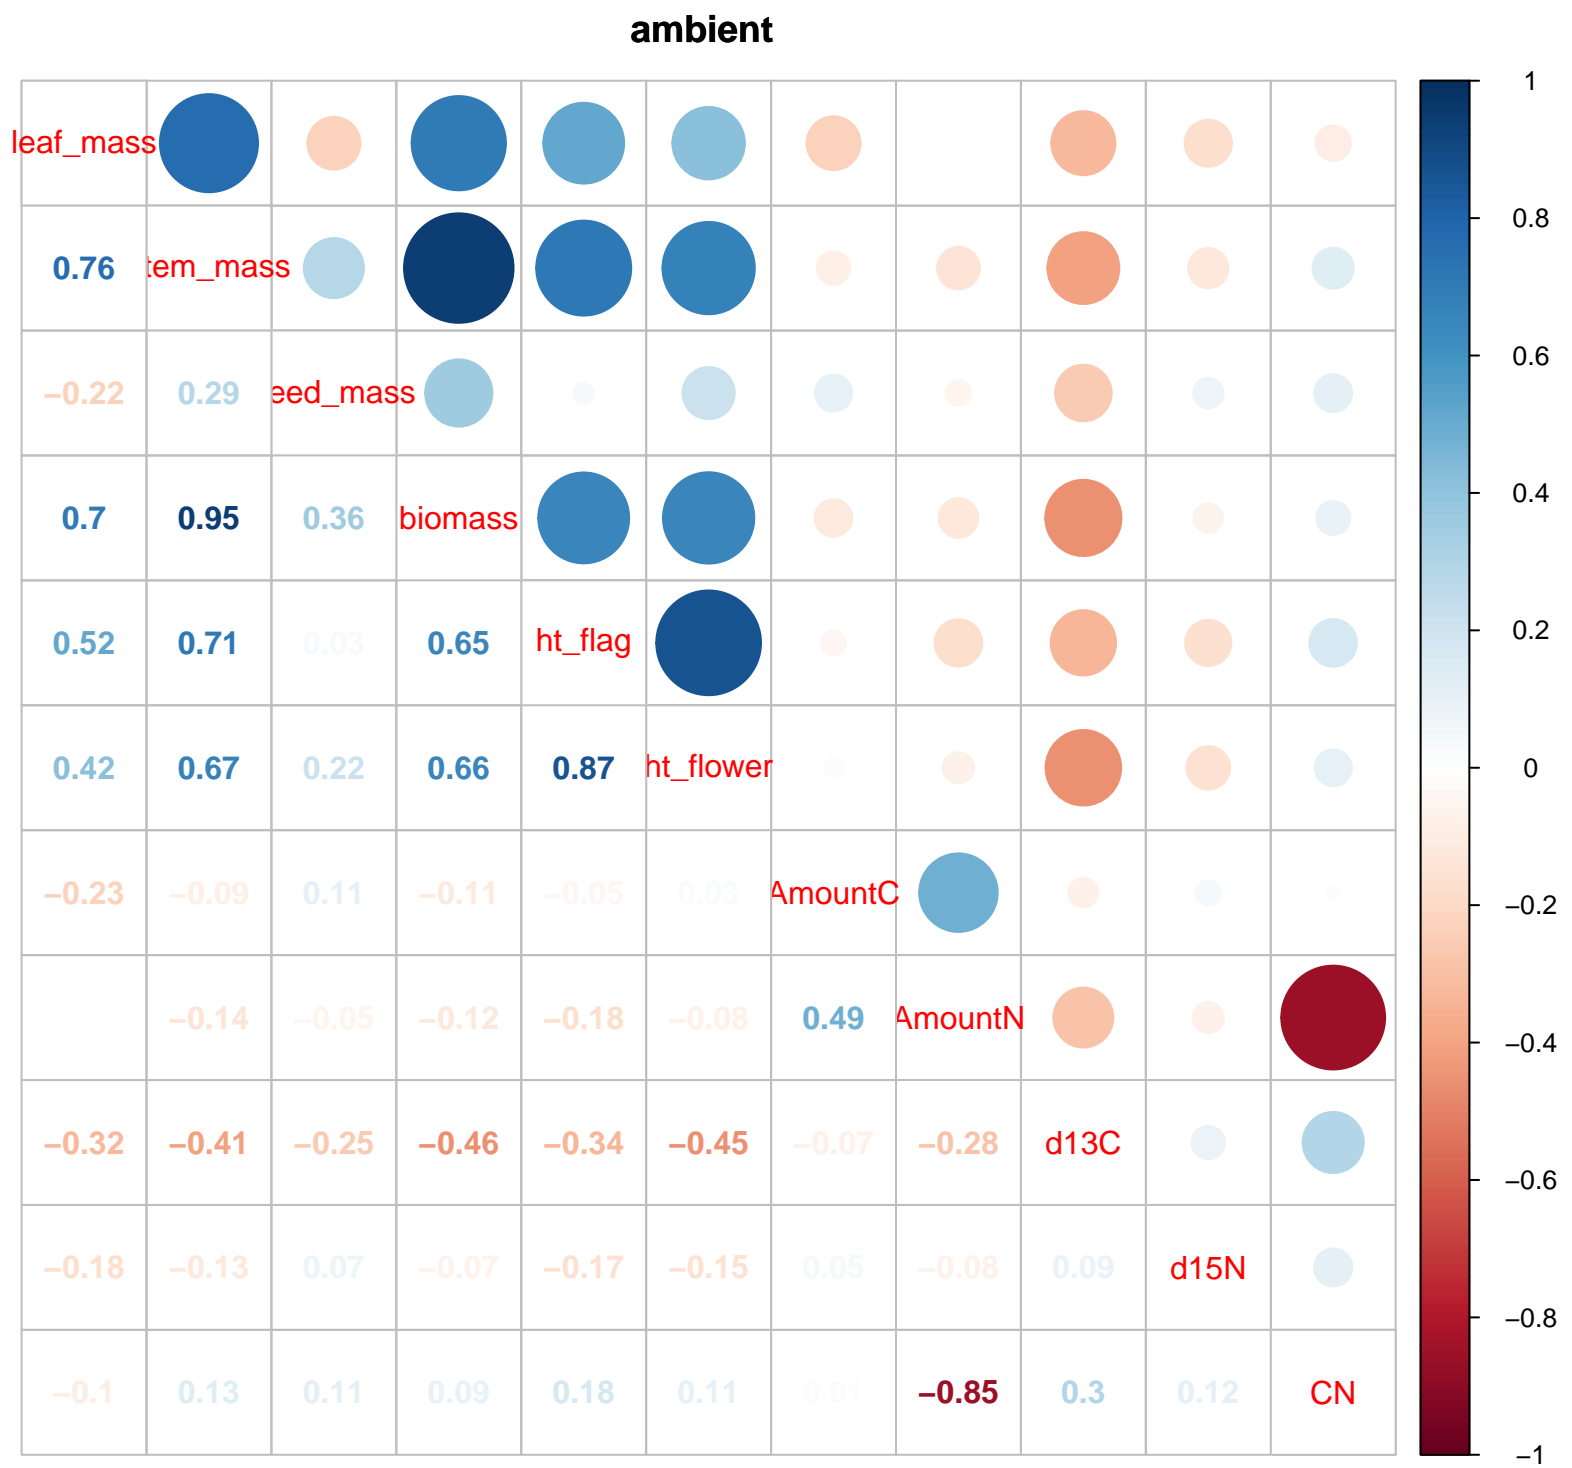 ambient
leaf_mass
0.76 tem_mass
−0.22 0.29 eed_mass
0.7 0.95 0.36 biomass
0.52 0.71 0.03 0.65 ht_flag
0.42 0.67 0.22 0.66 0.87 ht_flower
−0.23 −0.09 0.11 −0.11 −0.05 0.03 AmountC
0 −0.14 −0.05 −0.12 −0.18 −0.08 0.49 AmountN
−0.32 −0.41 −0.25 −0.46 −0.34 −0.45 −0.07 −0.28 d13C
−0.18 −0.13 0.07 −0.07 −0.17 −0.15 0.05 −0.08 0.09 d15N
−0.1 0.13 0.11 0.09 0.18 0.11 0.01 −0.85 0.3 0.12 CN
1
0.8
0.6
0.4
0.2
0
−0.2
−0.4
−0.6
−0.8
−1